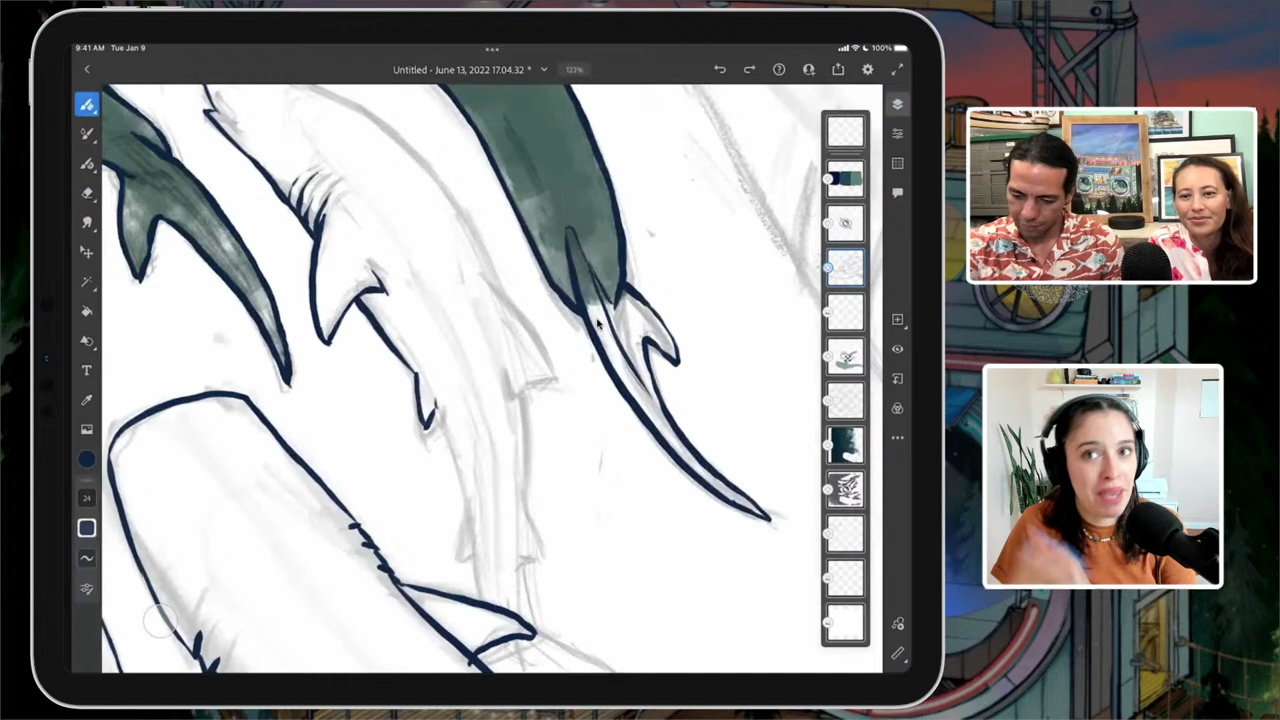 9:41 AM Tue Jan 9
100%
Untitled - June 13, 2022 17.04.32 *
123%
T
24